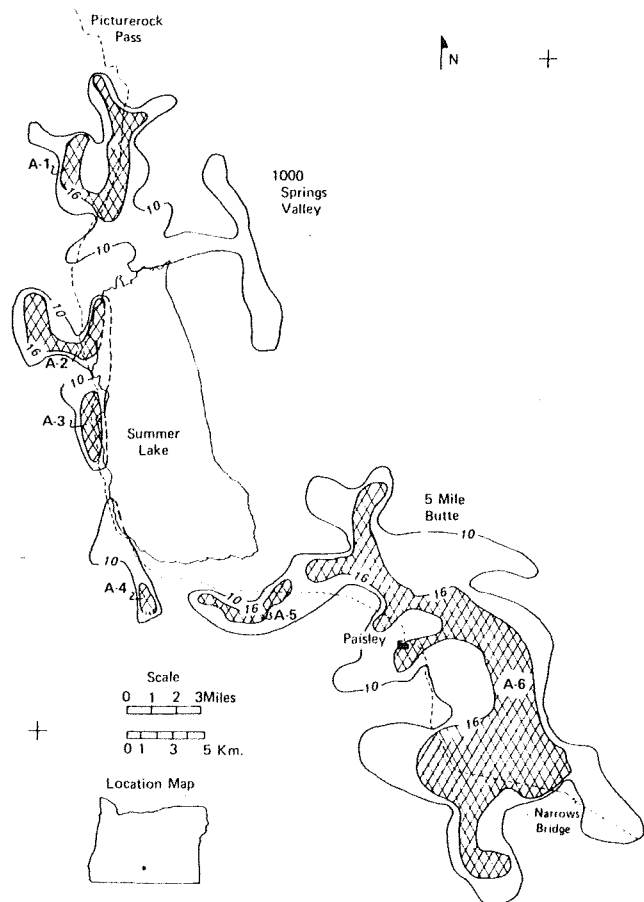 Picturerock
Pass
N
A-1
16
10
1000
Springs
Valley
10
10
10
16
A-2
10
A-3
Summer
Lake
5 Mile
Butte
10
10
A-4
10
16
A-5
16
16
Paisley
10
A-6
16
Scale
0 1 2 3Miles
0 1 3 5 Km.
Location Map
Narrows
Bridge